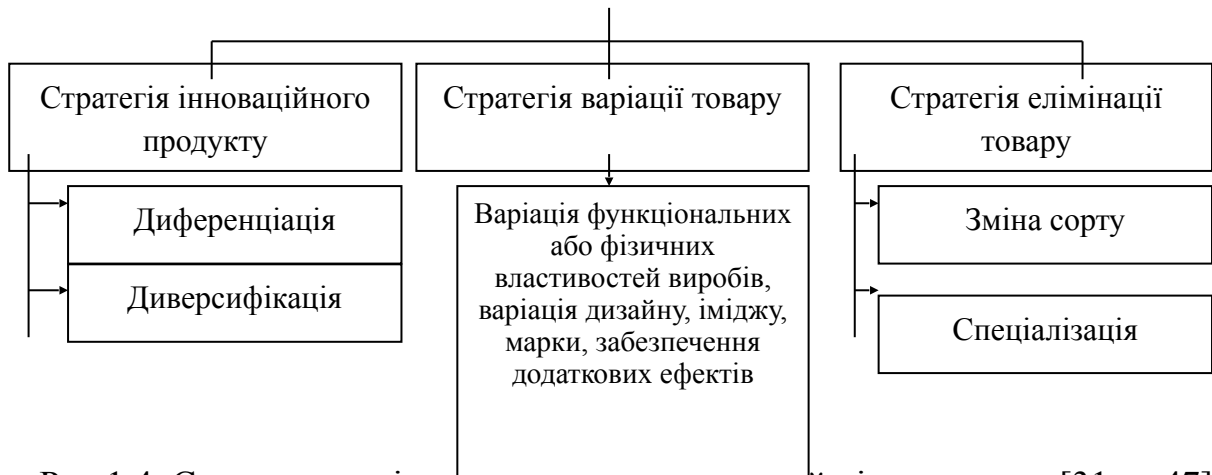 Стратегія інноваційного
продукту
Диференціація
Диверсифікація
Стратегія варіації товару
Варіація функціональних
або фізичних
властивостей виробів,
варіація дизайну, іміджу,
марки, забезпечення
додаткових ефектів
Стратегія елімінації
товару
Зміна сорту
Спеціалізація